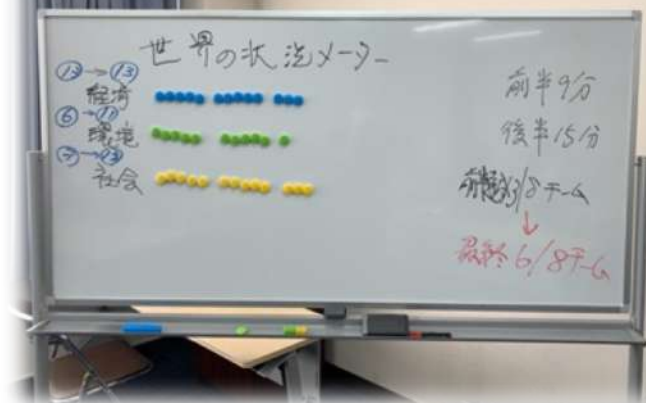 世界の状況メーター
⑫→⑬
経済
⑥→⑪
環境
⑦→⑬
社会
前半9分
後半15分
3/8チーム
↓
最終6/8チーム